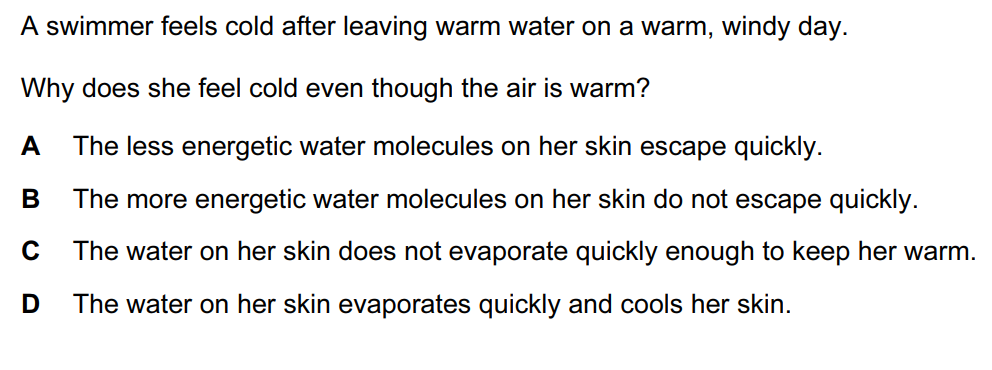 A swimmer feels cold after leaving warm water on a warm, windy day.
Why does she feel cold even though the air is warm?
A The less energetic water molecules on her skin escape quickly.
B The more energetic water molecules on her skin do not escape quickly.
C The water on her skin does not evaporate quickly enough to keep her warm.
D The water on her skin evaporates quickly and cools her skin.